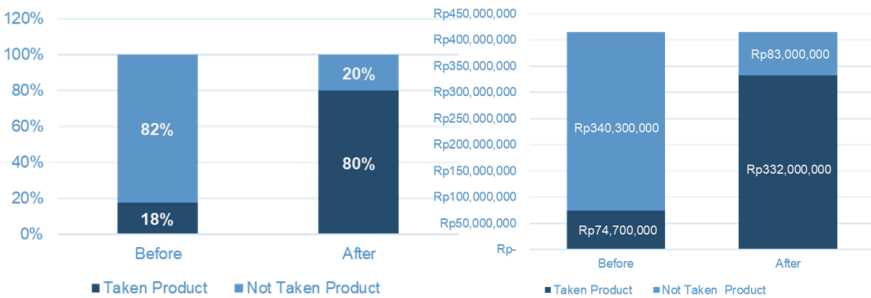 120%
100%
80%
60%
40%
20%
0%
82%
18%
20%
80%
Before After
Taken Product Not Taken Product
Rp450,000,000
Rp400,000,000
Rp350,000,000
Rp300,000,000
Rp250,000,000
Rp200,000,000
Rp150,000,000
Rp100,000,000
Rp50,000,000
Rp-
Rp340,300,000
Rp74,700,000
Rp83,000,000
Rp332,000,000
Before After
Taken Product Not Taken Product